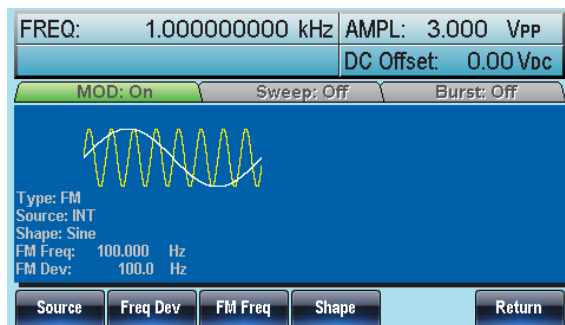 FREQ: 1.000000000 kHz AMPL: 3.000 VPP
DC Offset: 0.00 VDC
MOD: On Sweep: Off Burst: Off
Type: FM
Source: INT
Shape: Sine
FM Freq: 100.000 Hz
FM Dev: 100.0 Hz
Source Freq Dev FM Freq Shape Return